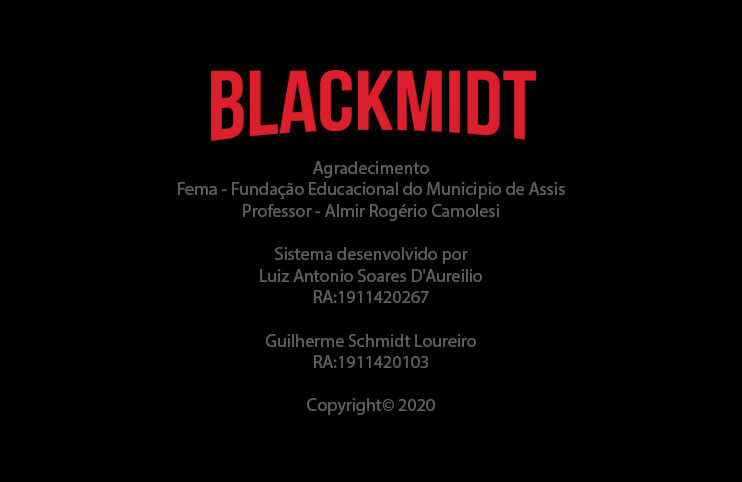 BLACKMIDT
Agradecimento
Fema - Fundação Educacional do Municipio de Assis
Professor - Almir Rogério Camolesi
Sistema desenvolvido por
Luiz Antonio Soares D'Aureilio
RA:1911420267
Guilherme Schmidt Loureiro
RA:1911420103
Copyright© 2020